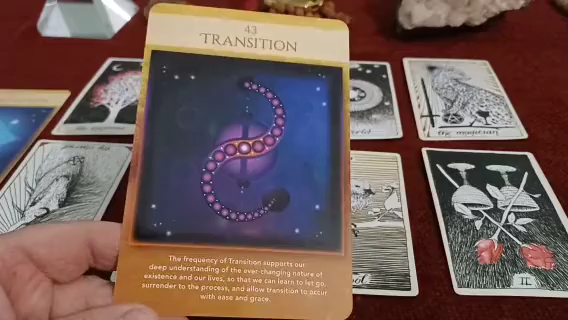 43
TRANSITION
The frequency of Transition supports our
deep understanding of the ever-changing nature of
existence and our lives, so that we can learn to let go,
surrender to the process, and allow transition to occur
with ease and grace.
the magician
II